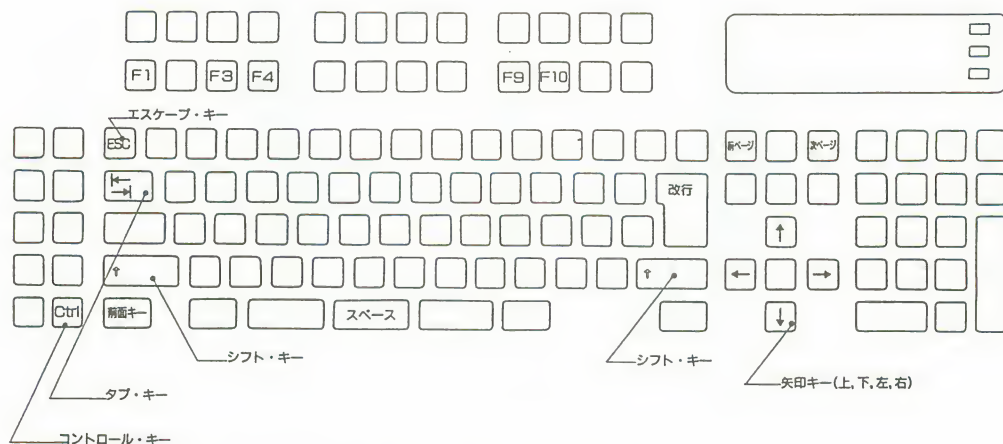 F1 F3 F4 F9 F10
エスケープ・キー
ESC 前ページ 次ページ
改行
↑
⇑ ⇑ ← →
Ctrl 前面キー スペース ↓
シフト・キー シフト・キー
矢印キー(上,下,左,右)
タブ・キー
コントロール・キー